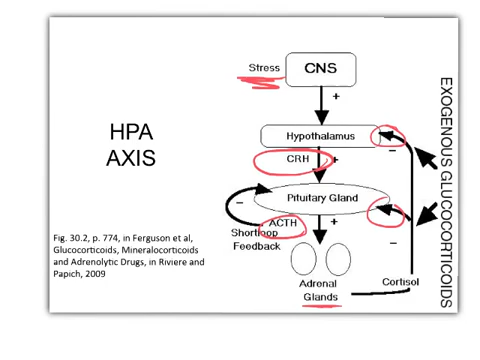 Stress
CNS
+
HPA
AXIS
Hypothalamus
–
CRH
+
Pituitary Gland
–
ACTH
+
Shortloop
Feedback
–
Adrenal
Glands
Cortisol
EXOGENOUS GLUCOCORTICOIDS
Fig. 30.2, p. 774, in Ferguson et al,
Glucocorticoids, Mineralocorticoids
and Adrenolytic Drugs, in Riviere and
Papich, 2009